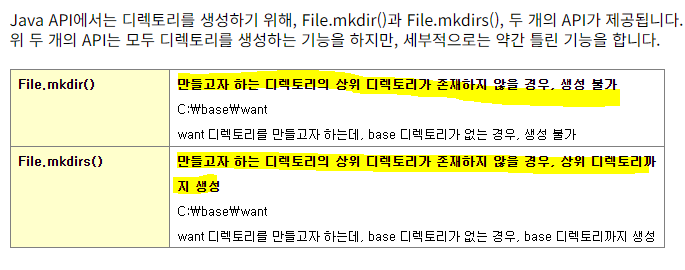 Java API에서는 디렉토리를 생성하기 위해, File.mkdir()과 File.mkdirs(), 두 개의 API가 제공됩니다.
위 두 개의 API는 모두 디렉토리를 생성하는 기능을 하지만, 세부적으로는 약간 틀린 기능을 합니다.
File.mkdir()
만들고자 하는 디렉토리의 상위 디렉토리가 존재하지 않을 경우, 생성 불가
C:₩base₩want
want 디렉토리를 만들고자 하는데, base 디렉토리가 없는 경우, 생성 불가
File.mkdirs()
만들고자 하는 디렉토리의 상위 디렉토리가 존재하지 않을 경우, 상위 디렉토리까
지 생성
C:₩base₩want
want 디렉토리를 만들고자 하는데, base 디렉토리가 없는 경우, base 디렉토리까지 생성